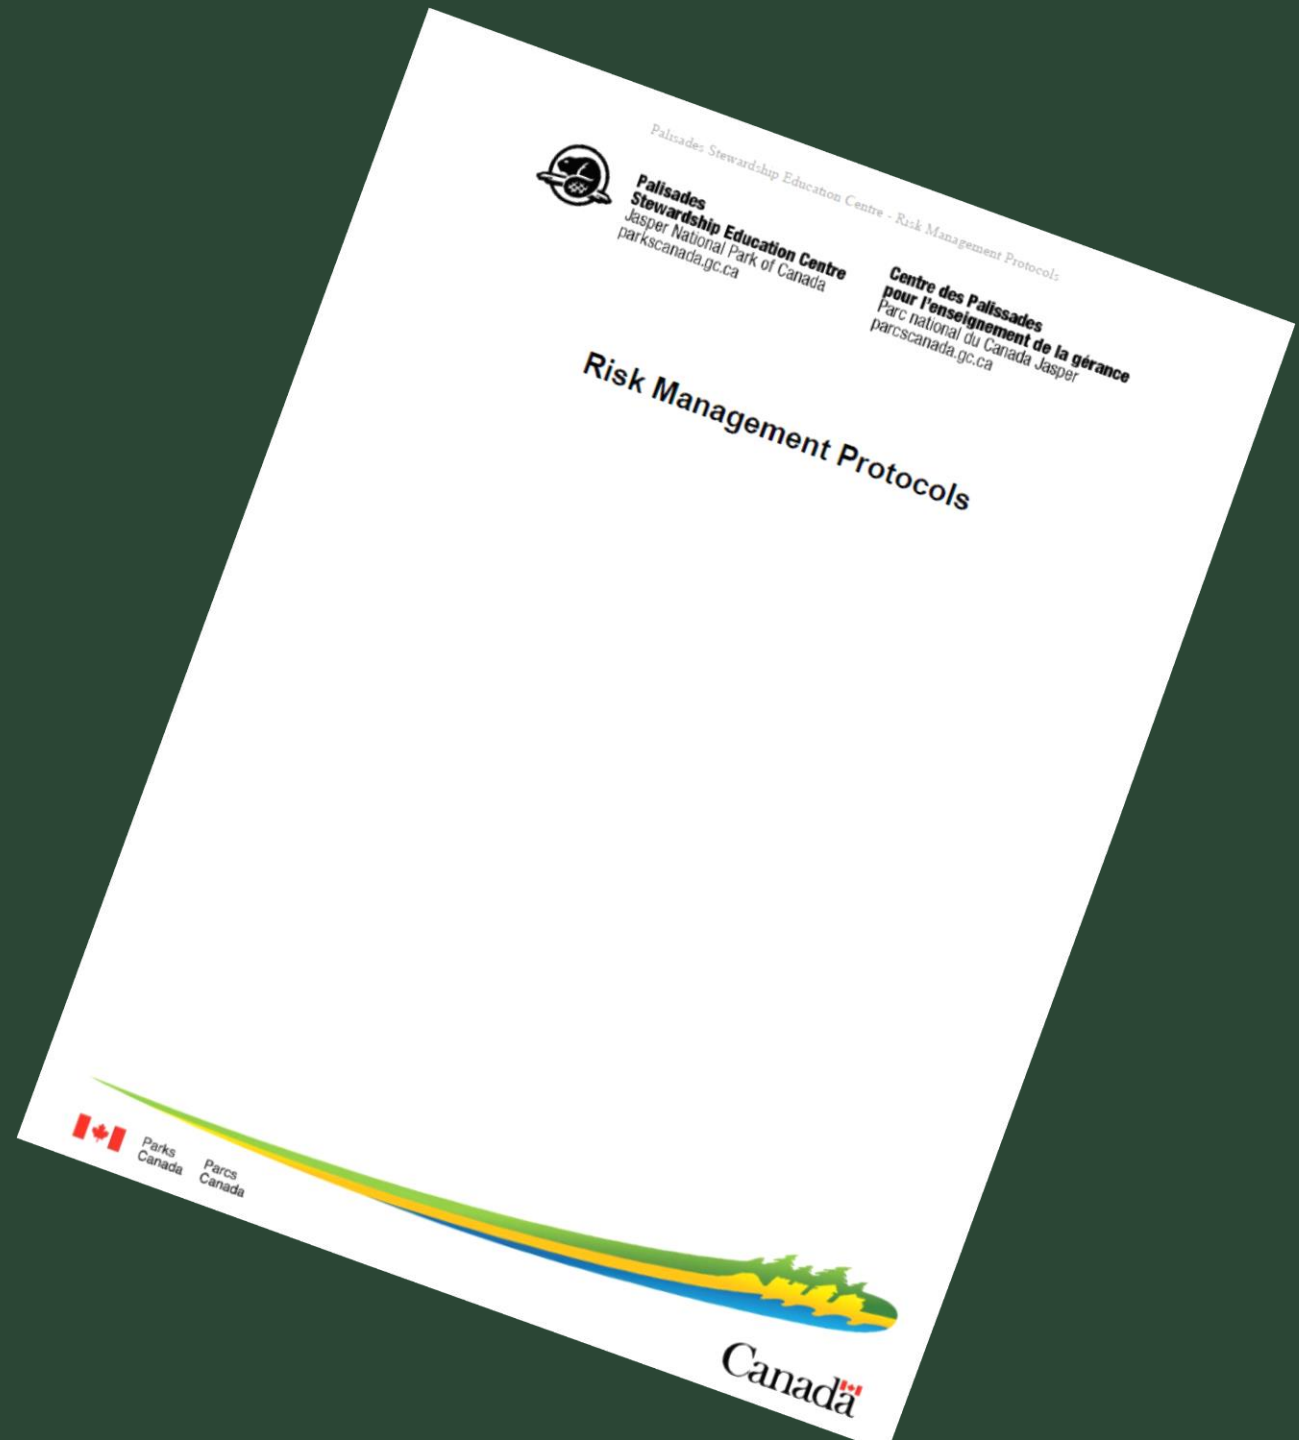 Palisades Stewardship Education Centre - Risk Management Protocols
Palisades
Stewardship Education Centre
Jasper National Park of Canada
parkscanada.gc.ca
Centre des Palissades
pour l'enseignement de la gérance
Parc national du Canada Jasper
parcscanada.gc.ca
Risk Management Protocols
Parks
Canada
Parcs
Canada
Canada